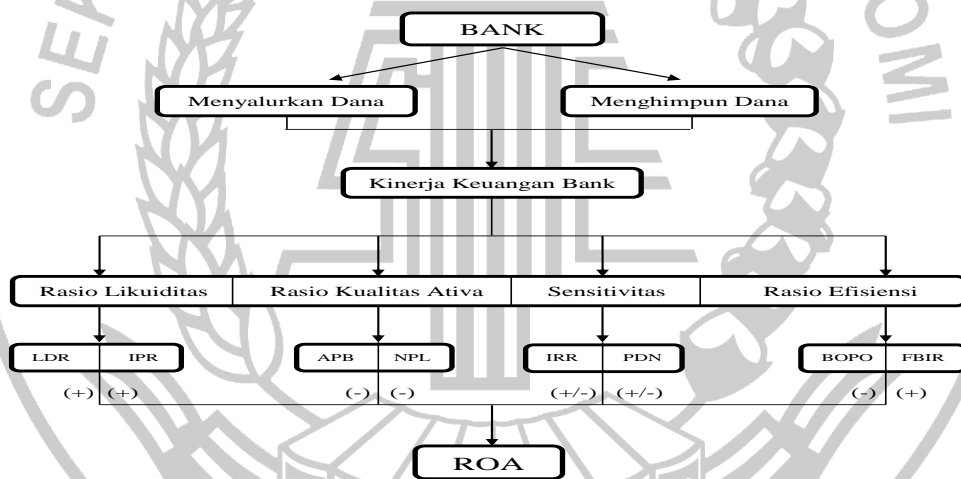 BANK
Menyalurkan Dana Menghimpun Dana
Kinerja Keuangan Bank
Rasio Likuiditas Rasio Kualitas Ativa Sensitivitas Rasio Efisiensi
LDR IPR APB NPL IRR PDN BOPO FBIR
(+) (+) (-) (-) (+/-) (+/-) (-) (+)
ROA